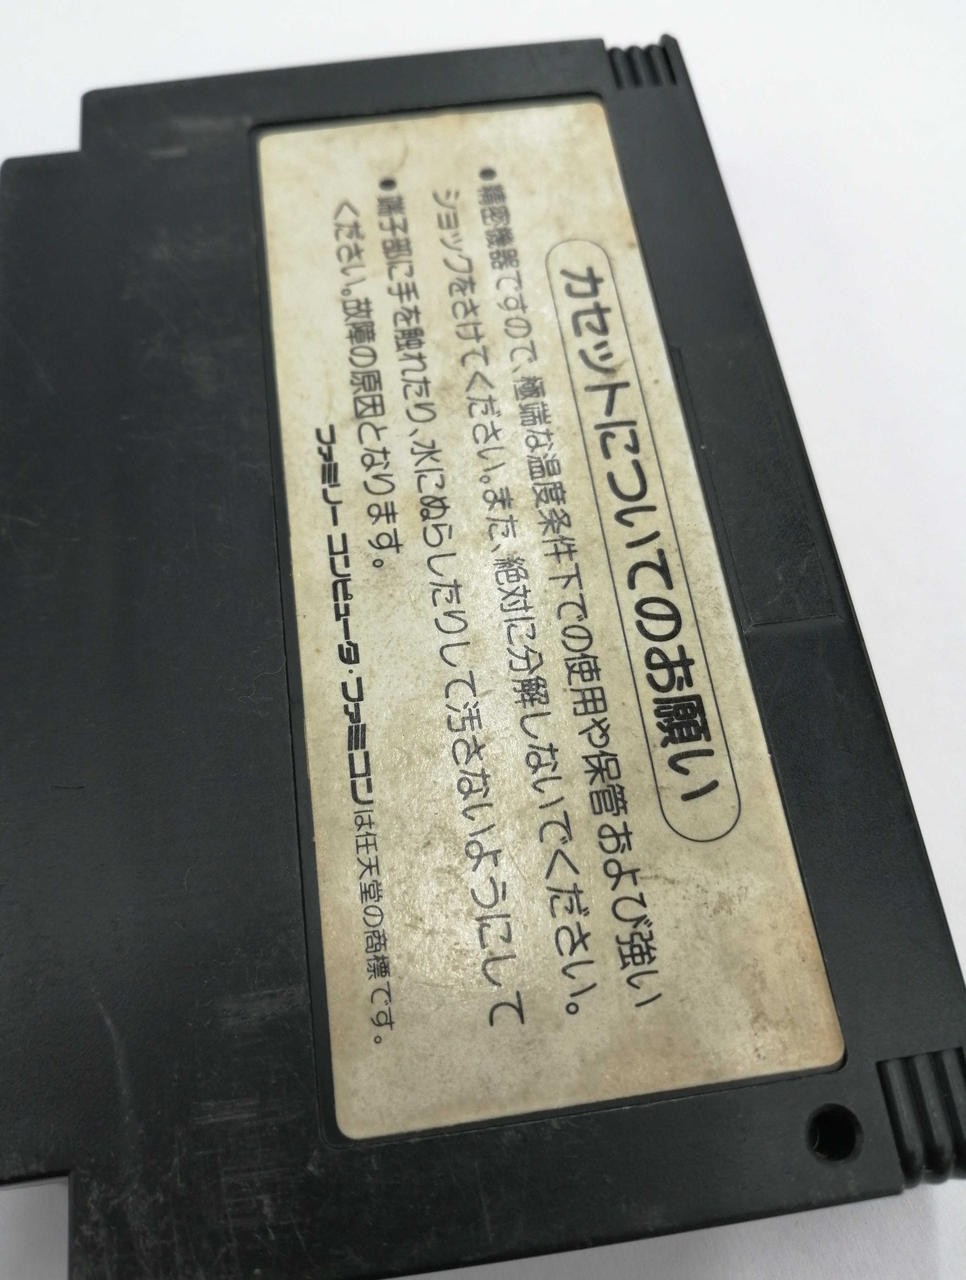 カセットについてのお願い
●精密機器ですので、極端な温度条件下での使用や保管および強い
ショックをさけてください。また、絶対に分解しないでください。
●端子部に手を触れたり、水にぬらしたりして汚さないようにして
ください。故障の原因となります。
ファミリーコンピュータ・ファミコンは任天堂の商標です。